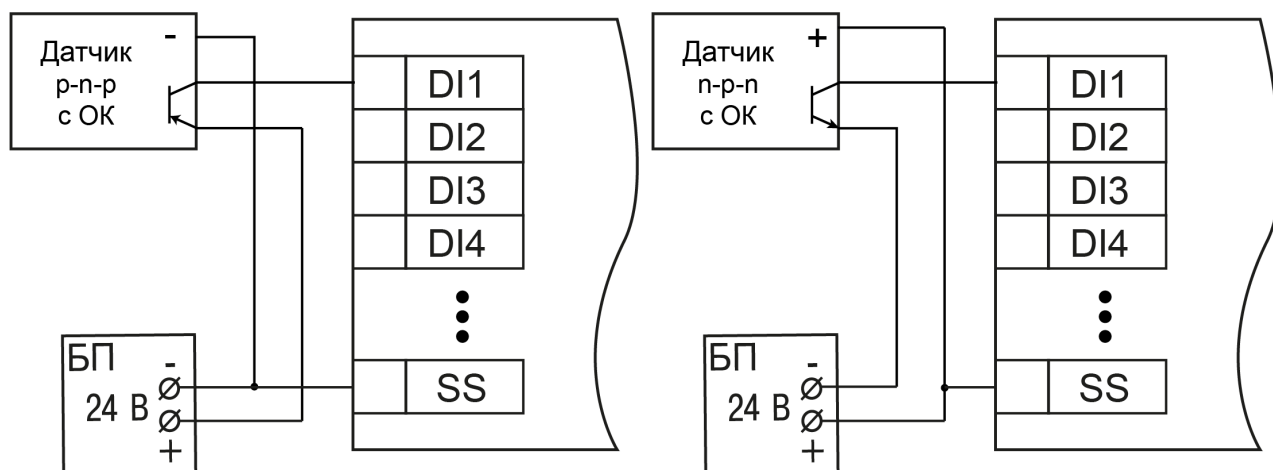 Датчик
p-n-p
с ОК
-
DI1
DI2
DI3
DI4
SS
БП
24 В
-
+
Датчик
n-p-n
с ОК
+
DI1
DI2
DI3
DI4
SS
БП
24 В
-
+